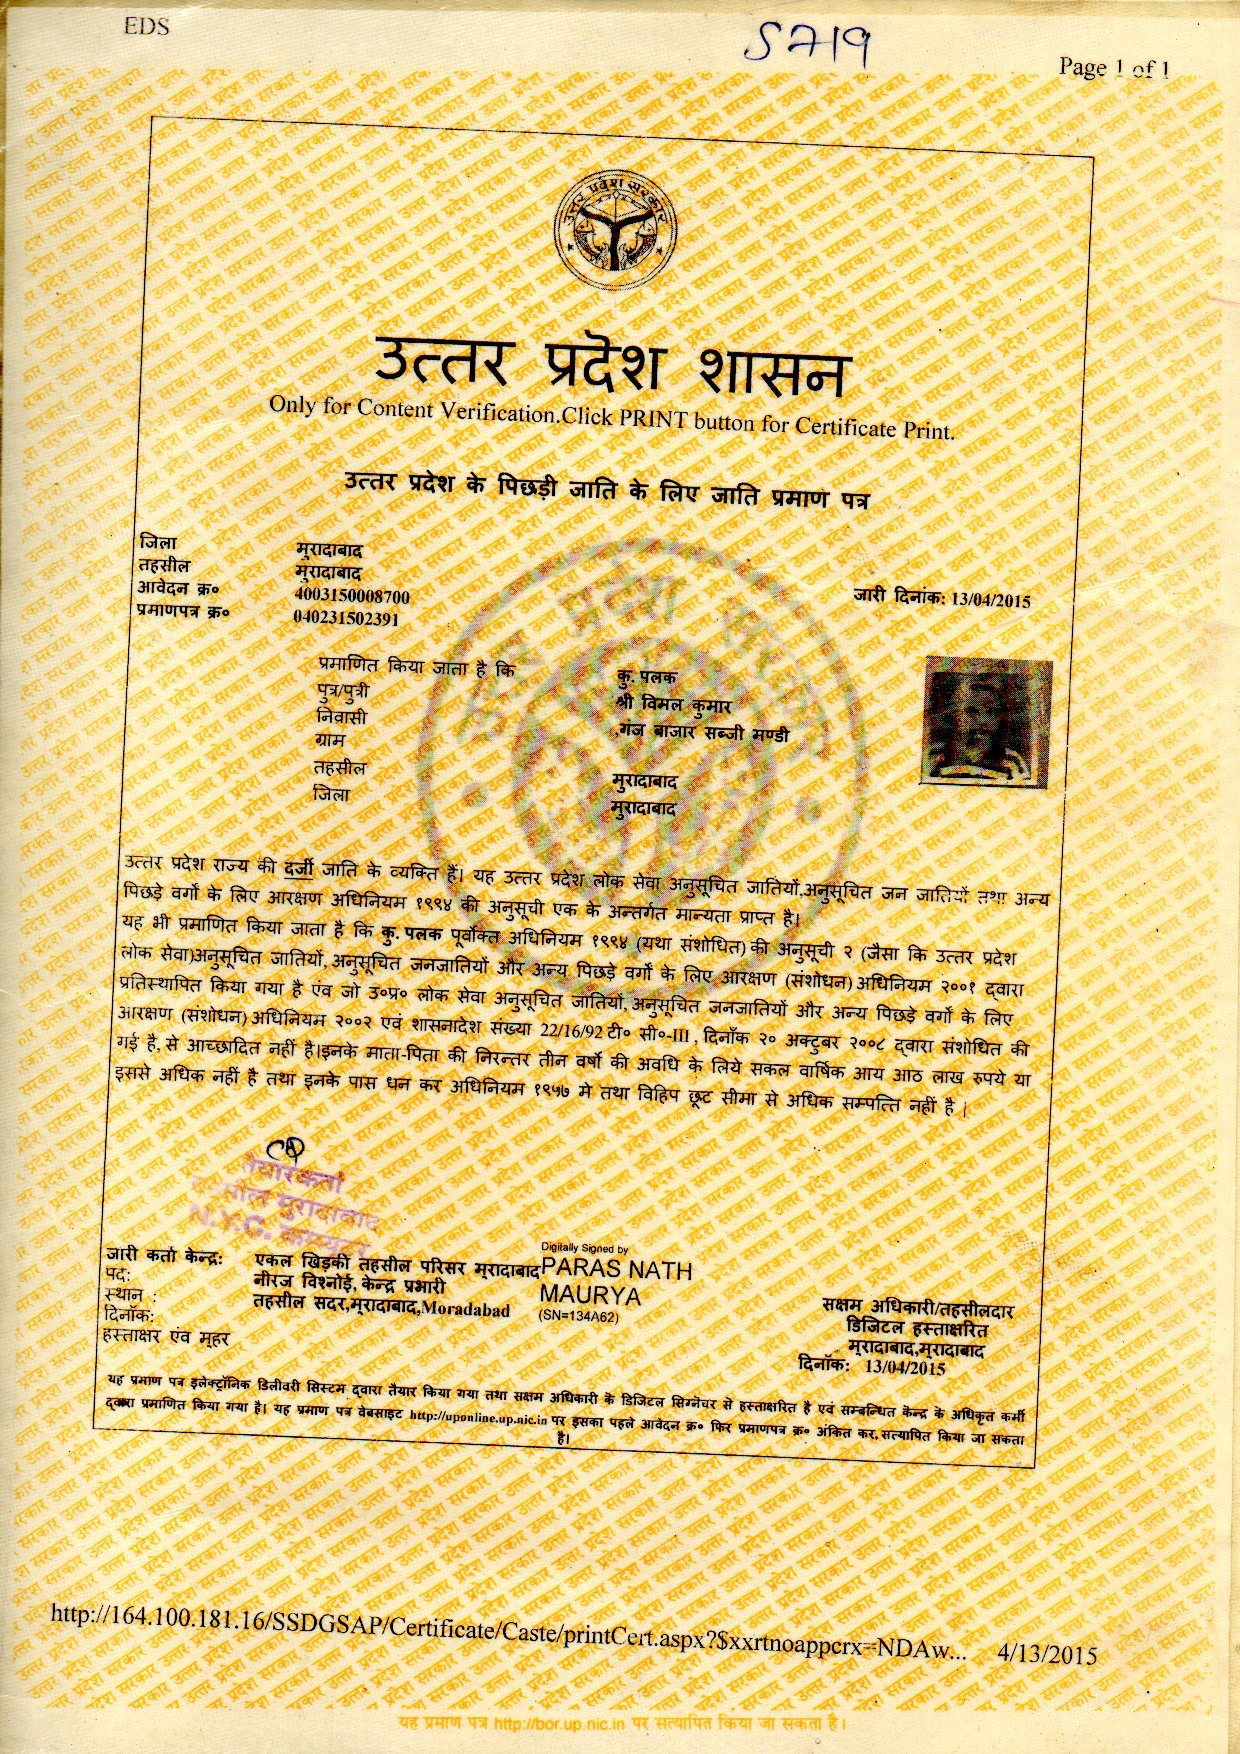 EDS
5719
Page 1 of 1
उत्तर प्रदेश सरकार
उत्तर प्रदेश शासन
Only for Content Verification.Click PRINT button for Certificate Print.
उत्तर प्रदेश के पिछड़ी जाति के लिए जाति प्रमाण पत्र
जिला मुरादाबाद
तहसील मुरादाबाद
आवेदन क्र० 4003150008700 जारी दिनांक: 13/04/2015
प्रमाणपत्र क्र० 040231502391
प्रमाणित किया जाता है कि कु. पलक
पुत्र/पुत्री श्री विमल कुमार
निवासी ,गंज बाजार सब्जी मण्डी
ग्राम
तहसील मुरादाबाद
जिला मुरादाबाद
उत्तर प्रदेश राज्य की दर्जी जाति के व्यक्ति हैं। यह उत्तर प्रदेश लोक सेवा अनुसूचित जातियों,अनुसूचित जन जातियों तथा अन्य
पिछड़े वर्गो के लिए आरक्षण अधिनियम १९९४ की अनुसूची एक के अन्तर्गत मान्यता प्राप्त है।
यह भी प्रमाणित किया जाता है कि कु. पलक पूर्वोक्त अधिनियम १९९४ (यथा संशोधित) की अनुसूची २ (जैसा कि उत्तर प्रदेश
लोक सेवा)अनुसूचित जातियों, अनुसूचित जनजातियों और अन्य पिछड़े वर्गो के लिए आरक्षण (संशोधन) अधिनियम २००१ द्वारा
प्रतिस्थापित किया गया है एंव जो उ०प्र० लोक सेवा अनुसूचित जातियों, अनुसूचित जनजातियों और अन्य पिछड़े वर्गो के लिए
आरक्षण (संशोधन) अधिनियम २००२ एवं शासनादेश संख्या 22/16/92 टी० सी०-III , दिनाँक २० अक्टुबर २००८ द्वारा संशोधित की
गई है, से आच्छादित नहीं है।इनके माता-पिता की निरन्तर तीन वर्षो की अवधि के लिये सकल वार्षिक आय आठ लाख रुपये या
इससे अधिक नहीं है तथा इनके पास धन कर अधिनियम १९५७ मे तथा विहिप छूट सीमा से अधिक सम्पत्ति नहीं है |
तैयारकर्ता
तहसील मुरादाबाद
N.Y.C.
जारी कर्ता केन्द्र: एकल खिड़की तहसील परिसर मुरादाबाद
पद: नीरज विश्नोई, केन्द्र प्रभारी
स्थान : तहसील सदर,मुरादाबाद,Moradabad
दिनाँक:
हस्ताक्षर एंव मुहर
Digitally Signed by
PARAS NATH
MAURYA
(SN=134A62)
सक्षम अधिकारी/तहसीलदार
डिजिटल हस्ताक्षरित
मुरादाबाद,मुरादाबाद
दिनाँक: 13/04/2015
यह प्रमाण पत्र इलेक्ट्रॉनिक डिलीवरी सिस्टम द्वारा तैयार किया गया तथा सक्षम अधिकारी के डिजिटल सिग्नेचर से हस्ताक्षरित है एवं सम्बन्धित केन्द्र के अधिकृत कर्मी
द्वारा प्रमाणित किया गया है। यह प्रमाण पत्र वेबसाइट http://uponline.up.nic.in पर इसका पहले आवेदन क्र० फिर प्रमाणपत्र क्र० अंकित कर, सत्यापित किया जा सकता
है।
http://164.100.181.16/SSDGSAP/Certificate/Caste/printCert.aspx?$xxrtnoappcrx=NDAw... 4/13/2015
यह प्रमाण पत्र http://bor.up.nic.in पर सत्यापित किया जा सकता है।